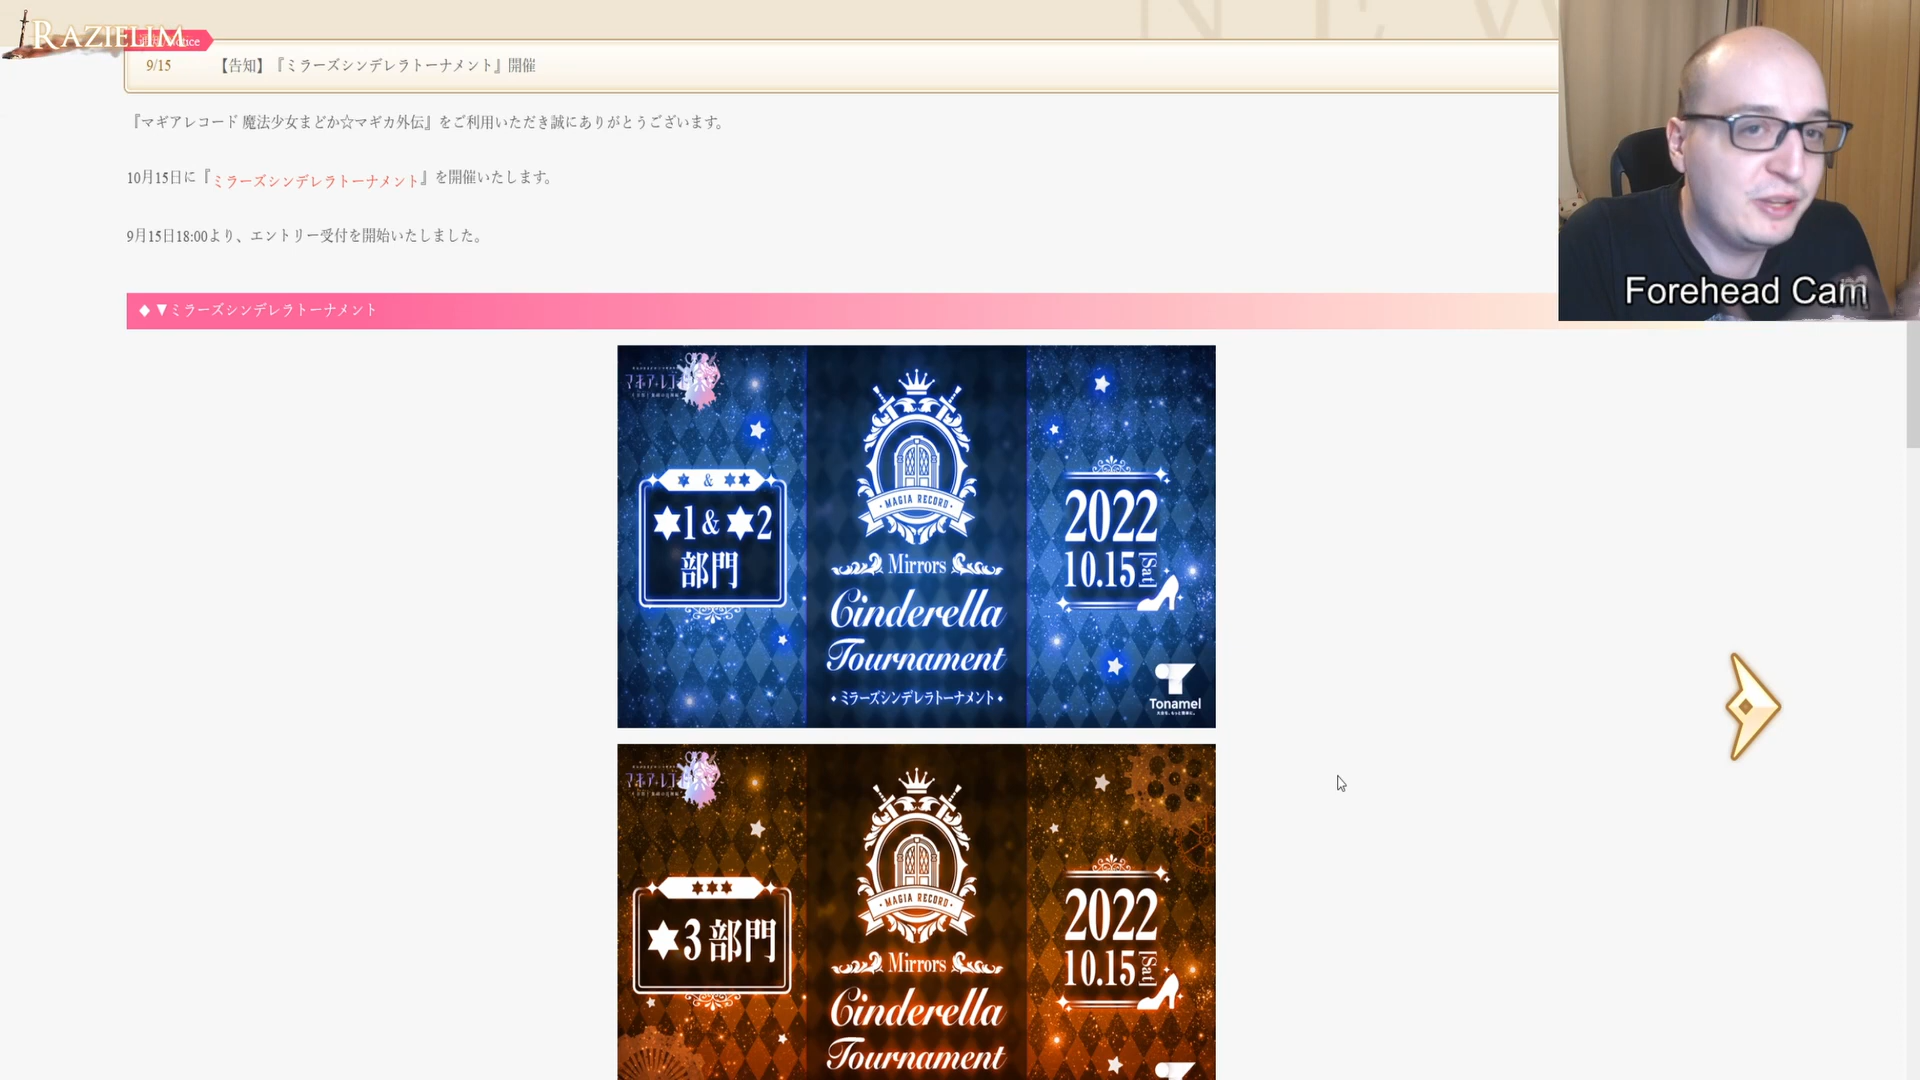 NEW
RAZIELIM
9/15 【告知】『ミラーズシンデレラトーナメント』開催
『マギアレコード 魔法少女まどか☆マギカ外伝』をご利用いただき誠にありがとうございます。
10月15日に『ミラーズシンデレラトーナメント』を開催いたします。
9月15日18:00より、エントリー受付を開始いたしました。
◆▼ミラーズシンデレラトーナメント
Forehead Cam
&
★1&★2
部門
MAGIA RECORD
Mirrors
Cinderella
Tournament
ミラーズシンデレラトーナメント
2022
10.15 [Sat]
Tonamel
★3部門
MAGIA RECORD
Mirrors
Cinderella
Tournament
2022
10.15 [Sat]